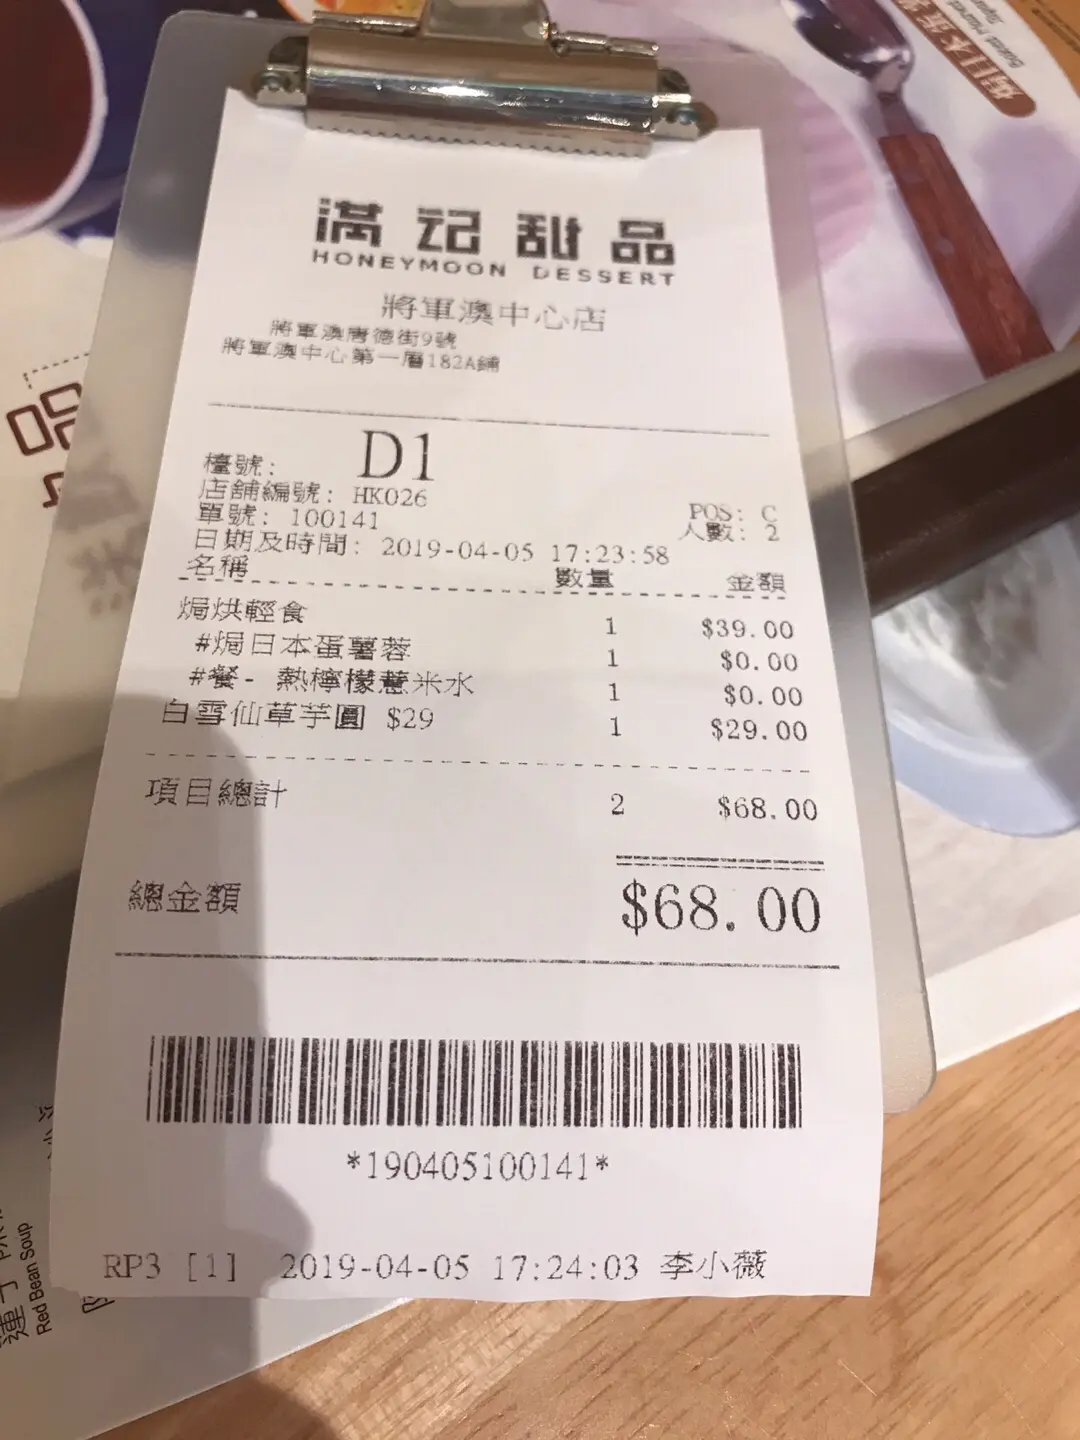 焗日本蛋薯
滿記甜品
HONEYMOON DESSERT
將軍澳中心店
將軍澳唐德街9號
將軍澳中心第一層182A鋪
檯號: D1
店舖編號: HK026
單號: 100141 POS: C
人數: 2
日期及時間: 2019-04-05 17:23:58
名稱 數量 金額
焗烘輕食 1 $39.00
#焗日本蛋薯蓉 1 $0.00
#餐- 熱檸檬薏米水 1 $0.00
白雪仙草芋圓 $29 1 $29.00
項目總計 2 $68.00
總金額 $68.00
*190405100141*
RP3 [1] 2019-04-05 17:24:03 李小薇
Red Bean Soup